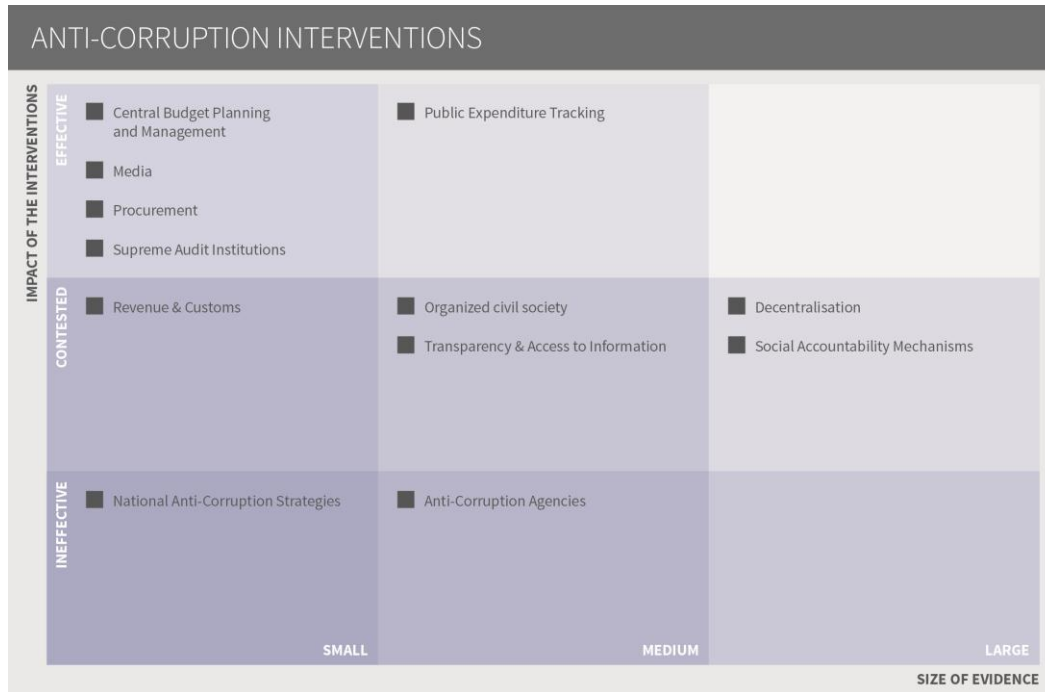 ANTI-CORRUPTION INTERVENTIONS
IMPACT OF THE INTERVENTIONS
EFFECTIVE
Central Budget Planning
and Management
Media
Procurement
Supreme Audit Institutions
Public Expenditure Tracking
CONTESTED
Revenue & Customs
Organized civil society
Transparency & Access to Information
Decentralisation
Social Accountability Mechanisms
INEFFECTIVE
National Anti-Corruption Strategies
Anti-Corruption Agencies
SMALL
MEDIUM
LARGE
SIZE OF EVIDENCE